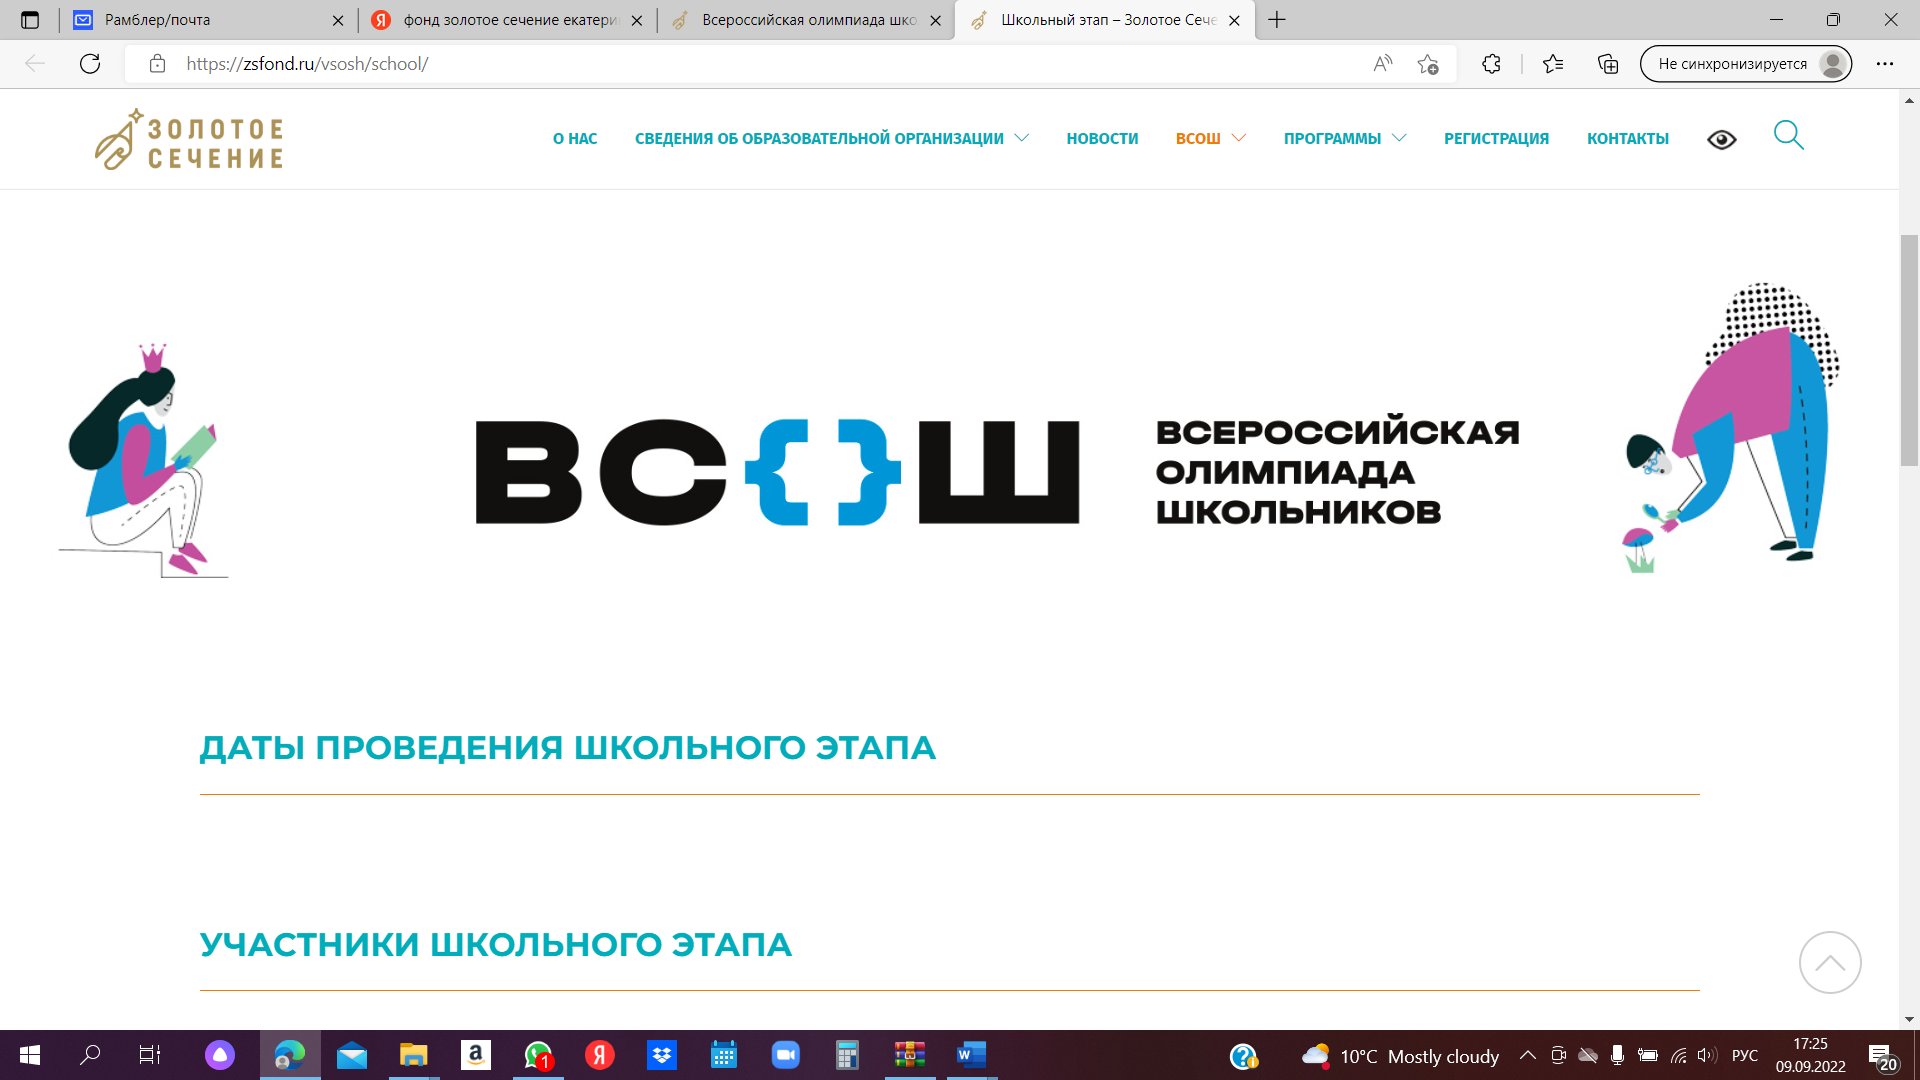 Рамблер/почта
фонд золотое сечение екатери
Всероссийская олимпиада шко
Школьный этап – Золотое Сече
https://zsfond.ru/vsosh/school/
Не синхронизируется
ЗОЛОТОЕ
СЕЧЕНИЕ
О НАС
СВЕДЕНИЯ ОБ ОБРАЗОВАТЕЛЬНОЙ ОРГАНИЗАЦИИ
НОВОСТИ
ВСОШ
ПРОГРАММЫ
РЕГИСТРАЦИЯ
КОНТАКТЫ
ВС{}Ш
ВСЕРОССИЙСКАЯ
ОЛИМПИАДА
ШКОЛЬНИКОВ
ДАТЫ ПРОВЕДЕНИЯ ШКОЛЬНОГО ЭТАПА
УЧАСТНИКИ ШКОЛЬНОГО ЭТАПА
10°C Mostly cloudy
РУС
17:25
09.09.2022
20